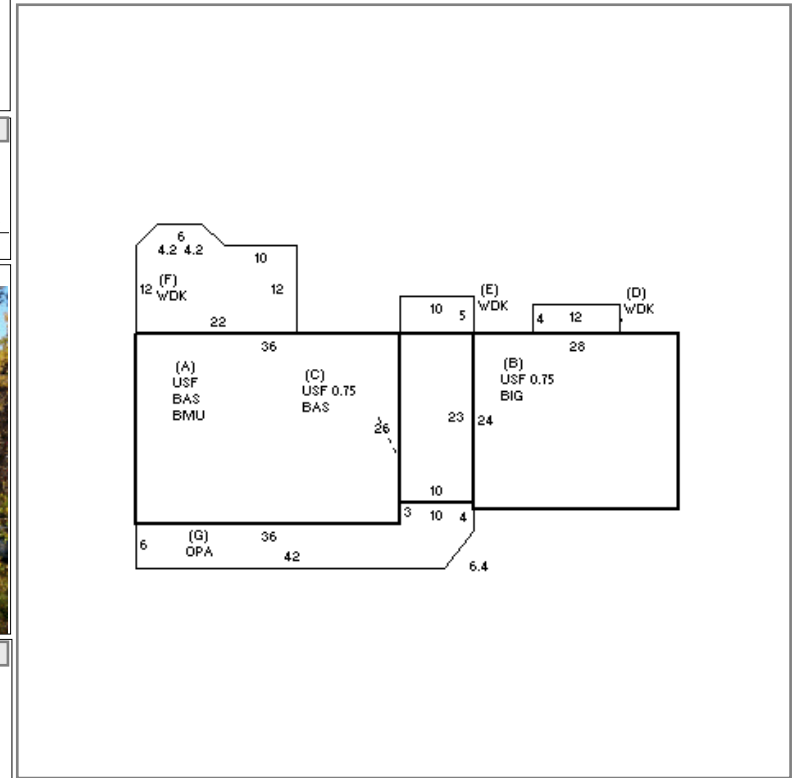 6
4.2 4.2
10
12 (F)
WDK
12
22
10
5
(E)
WDK
4
12
(D)
WDK
36
(A)
USF
BAS
BMU
(C)
USF 0.75
BAS
26
23
28
(B)
USF 0.75
BIG
24
10
3
10
4
6
(G)
OPA
36
42
6.4